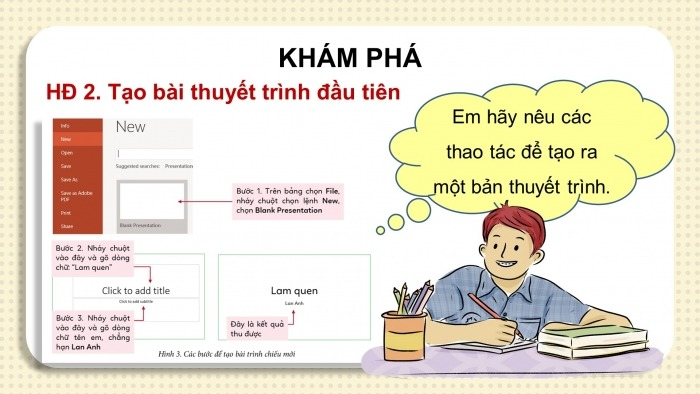 KHÁM PHÁ
HĐ 2. Tạo bài thuyết trình đầu tiên
Info
New
Open
Save
Save As
Save as Adobe
PDF
Print
Share
New
Suggested searches: Presentation
Blank Presentation
Bước 1. Trên bảng chọn File,
nháy chuột chọn lệnh New,
chọn Blank Presentation
Em hãy nêu các
thao tác để tạo ra
một bản thuyết trình.
Bước 2. Nháy chuột
vào đây và gõ dòng
chữ: "Lam quen"
Click to add title
Click to add subtitle
Bước 3. Nháy chuột
vào đây và gõ dòng
chữ tên em, chẳng
hạn Lan Anh
Lam quen
Lan Anh
Đây là kết quả
thu được
Hình 3. Các bước để tạo bài trình chiếu mới